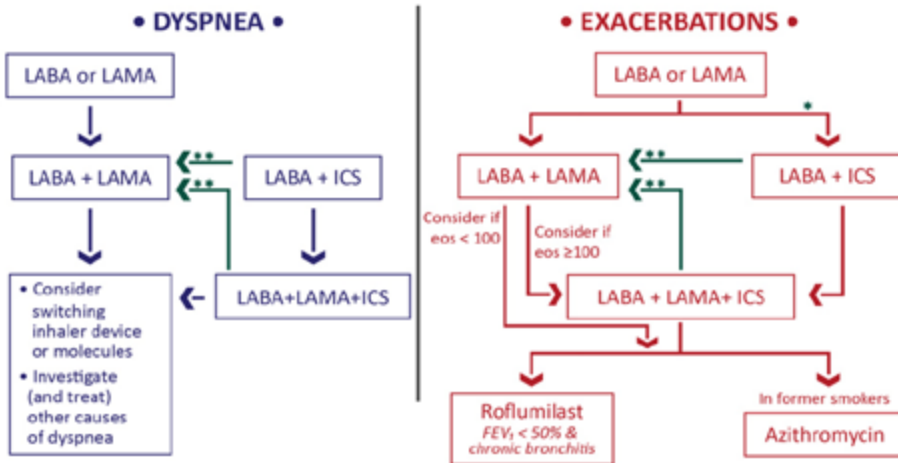 • DYSPNEA •
LABA or LAMA
LABA + LAMA
**
**
LABA + ICS
LABA+LAMA+ICS
• Consider
switching
inhaler device
or molecules
• Investigate
(and treat)
other causes
of dyspnea
• EXACERBATIONS •
LABA or LAMA
*
LABA + LAMA
**
**
LABA + ICS
Consider if
eos < 100
Consider if
eos ≥100
LABA + LAMA+ ICS
Roflumilast
FEV₁ < 50% &
chronic bronchitis
In former smokers
Azithromycin